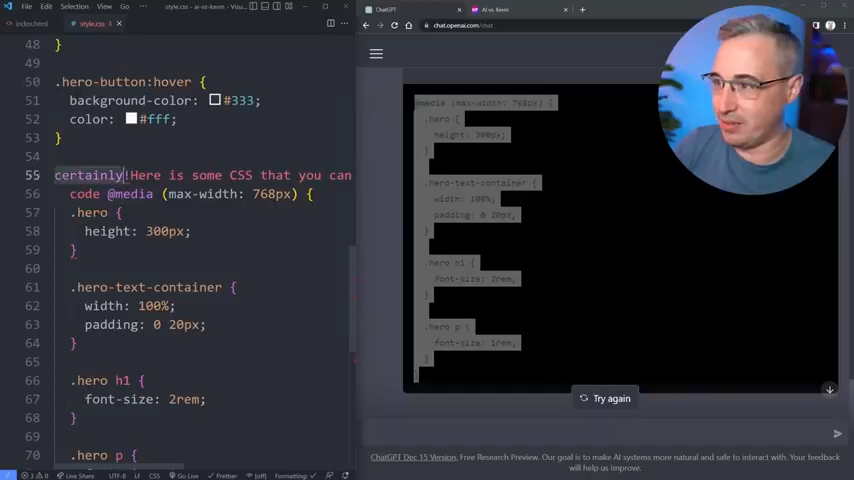 File Edit Selection View
style.css - ai-vs-kevin...
index.html
style.css 3
48 }
49
50 .hero-button:hover {
51 background-color: #333;
52 color: #fff;
53 }
54
55 certainly!Here is some CSS that you can
56 code @media (max-width: 768px) {
57 .hero {
58 height: 300px;
59 }
60
61 .hero-text-container {
62 width: 100%;
63 padding: 0 20px;
64 }
65
66 .hero h1 {
67 font-size: 2rem;
68 }
69
70 .hero p {
3 0
Live Share
UTF-8 LF CSS Go Live Prettier (off) Formatting:
ChatGPT
AI vs. Kevin
chat.openai.com/chat
@media (max-width: 768px) {
.hero {
height: 300px;
}
.hero-text-container {
width: 100%;
padding: 0 20px;
}
.hero h1 {
font-size: 2rem;
}
.hero p {
font-size: 1rem;
}
}
Try again
ChatGPT Dec 15 Version. Free Research Preview. Our goal is to make AI systems more natural and safe to interact with. Your feedback
will help us improve.